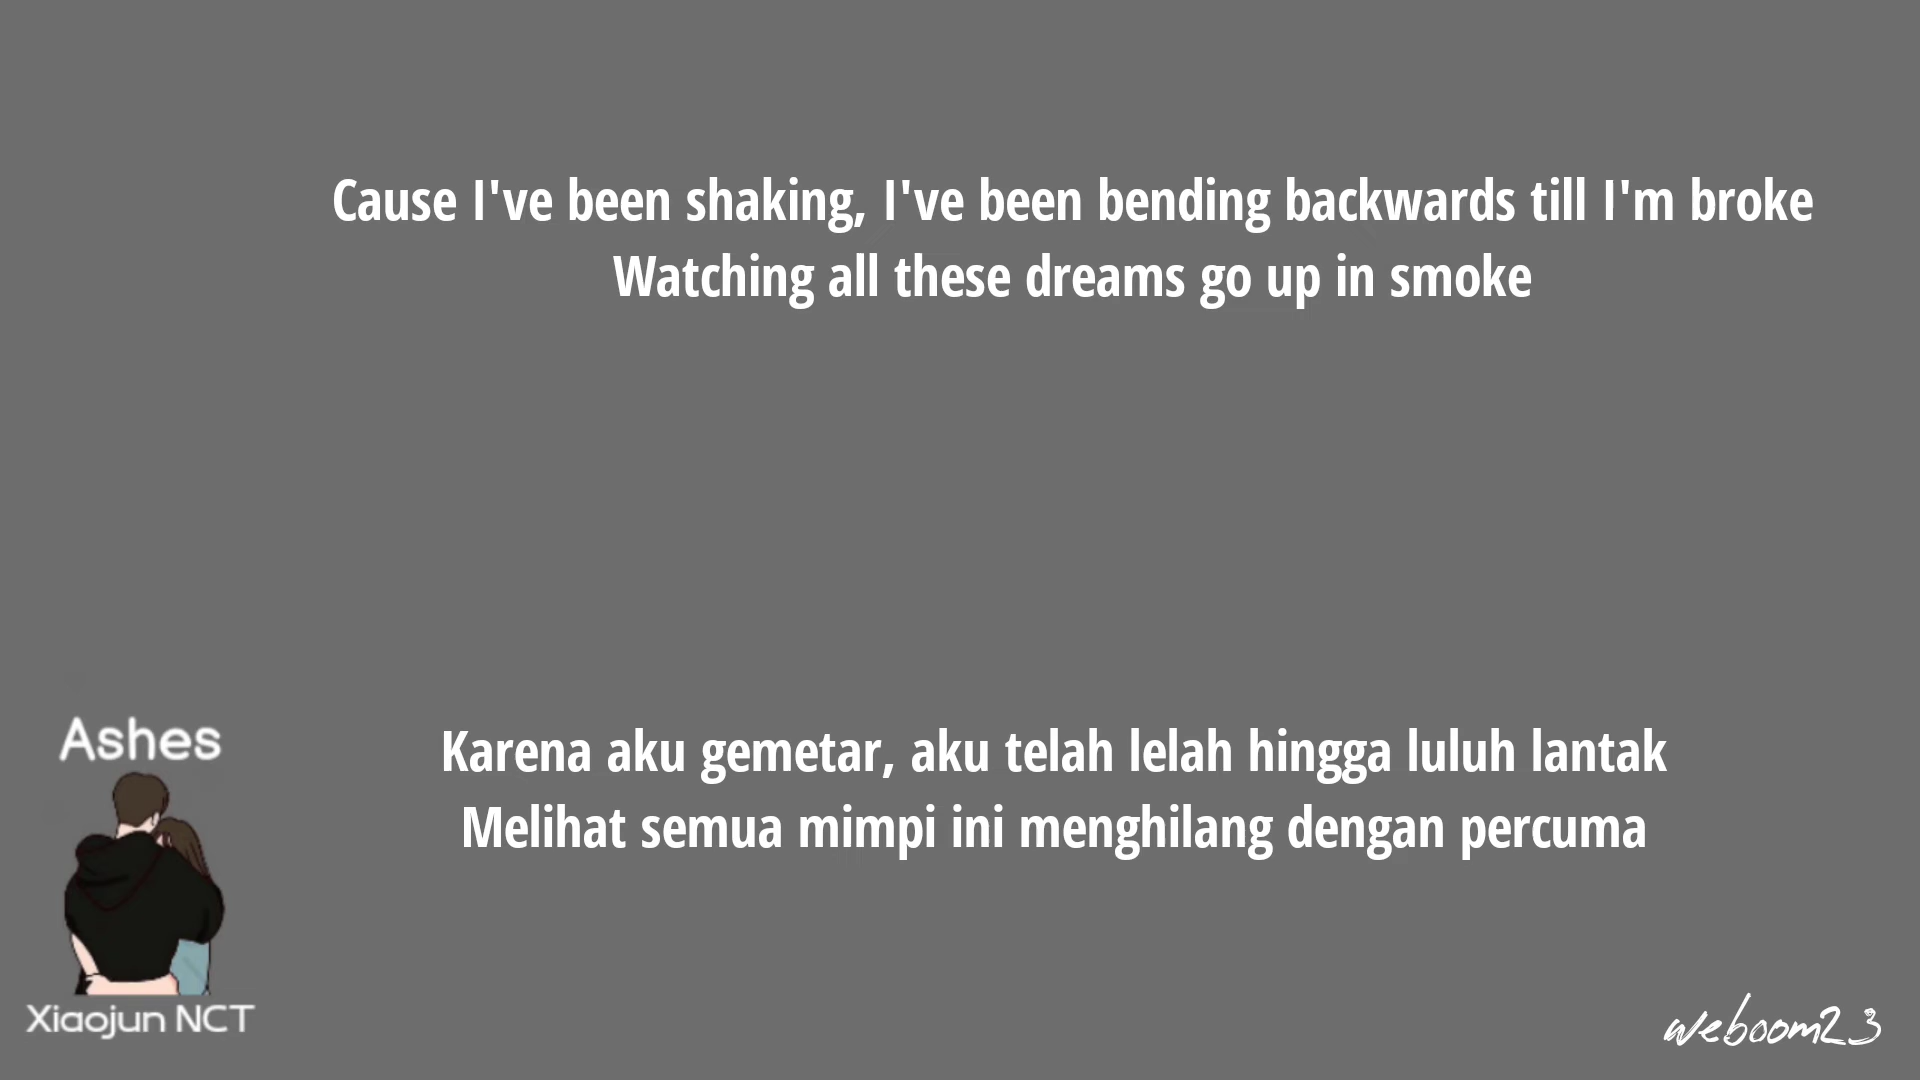 Cause I've been shaking, I've been bending backwards till I'm broke
Watching all these dreams go up in smoke
Karena aku gemetar, aku telah lelah hingga luluh lantak
Melihat semua mimpi ini menghilang dengan percuma
Ashes
Xiaojun NCT
weboom23